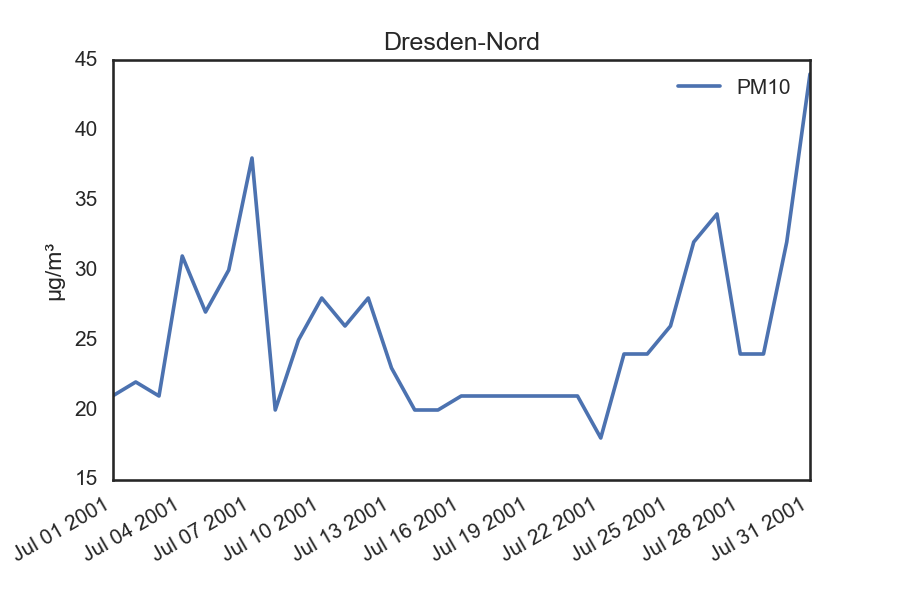 Dresden-Nord
PM10
µg/m³
45
40
35
30
25
20
15
Jul 01 2001
Jul 04 2001
Jul 07 2001
Jul 10 2001
Jul 13 2001
Jul 16 2001
Jul 19 2001
Jul 22 2001
Jul 25 2001
Jul 28 2001
Jul 31 2001